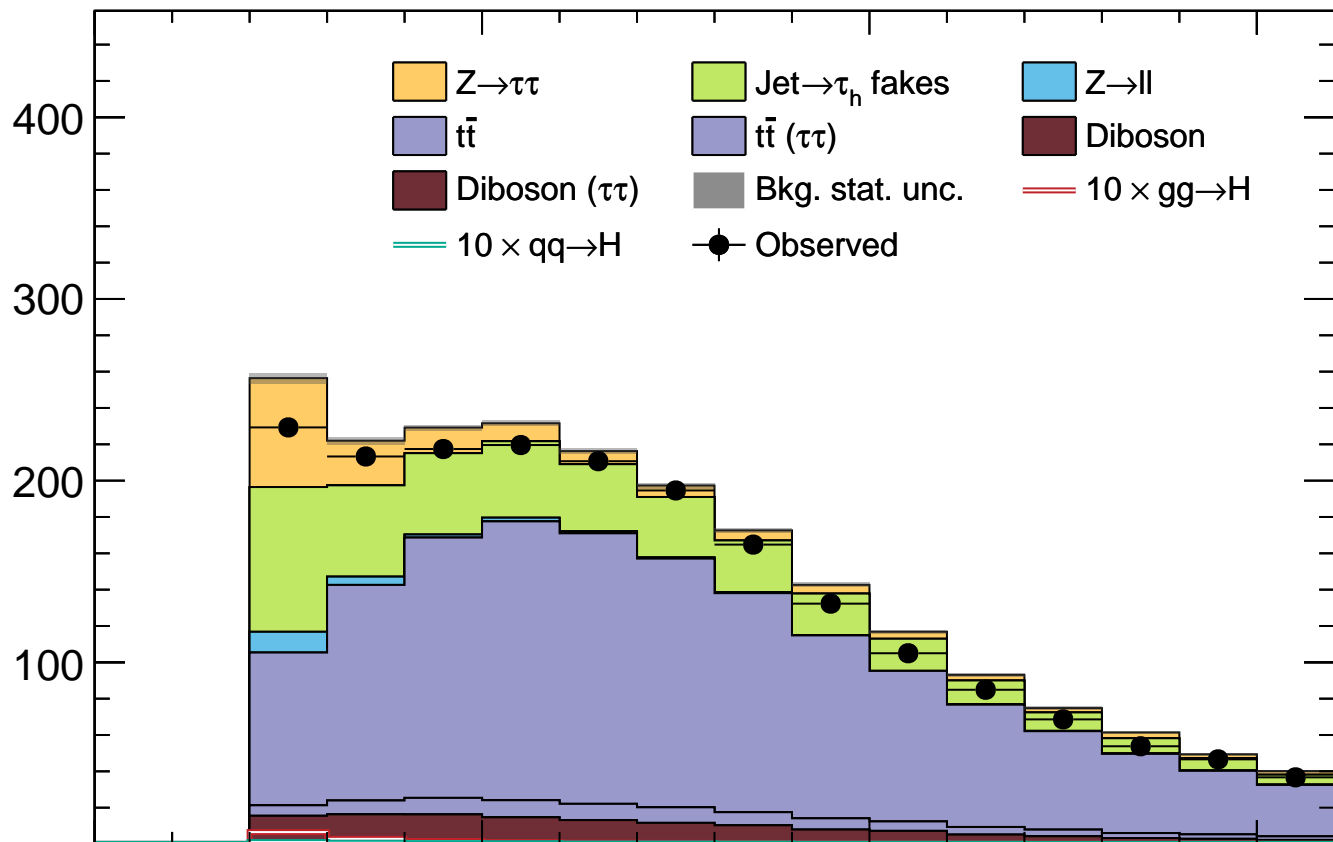 Z→ττ Jet→τₕ fakes Z→ll
tt̄ tt̄ (ττ) Diboson
Diboson (ττ) Bkg. stat. unc. 10 × gg→H
10 × qq→H Observed
400
300
200
100